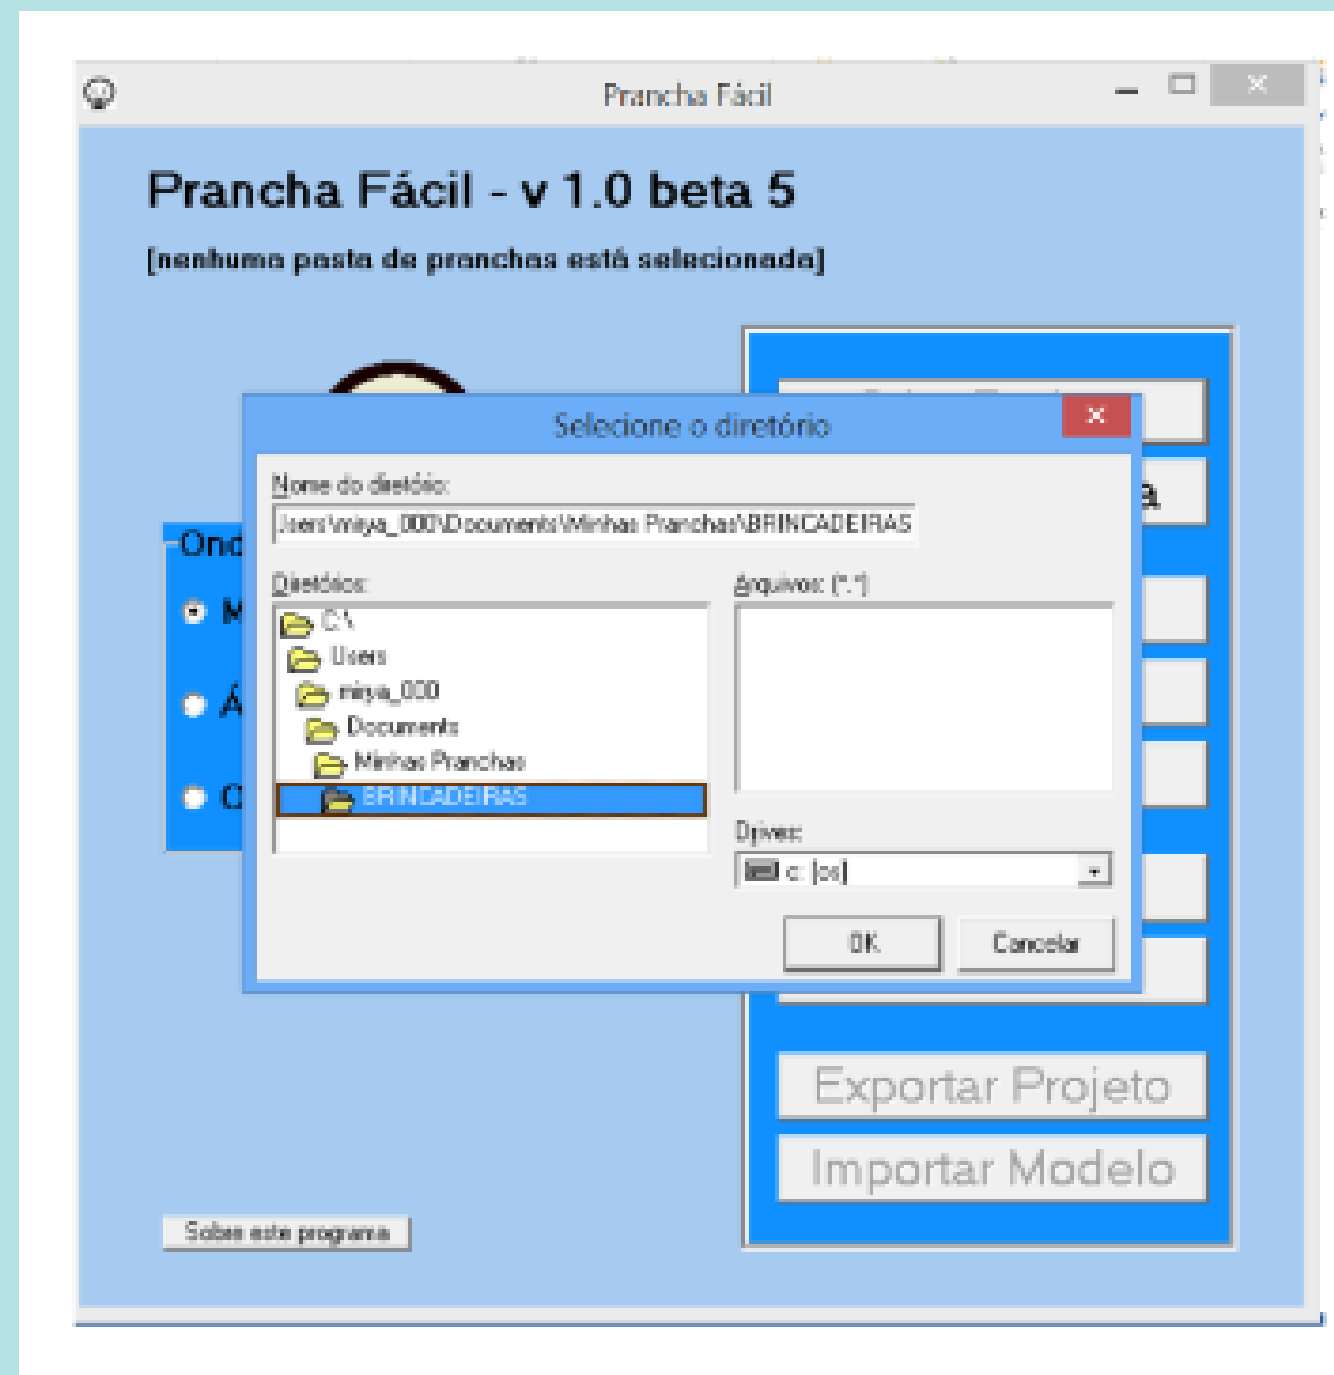 Prancha Fácil
Prancha Fácil - v 1.0 beta 5
[nenhuma pasta de pranchas está selecionada]
Selecione o diretório
Nome do diretório:
Users\mirya_000\Documents\Minhas Pranchas\BRINCADEIRAS
Diretórios:
Arquivos: (*.*)
C:\
Users
mirya_000
Documents
Minhas Pranchas
BRINCADEIRAS
Drives:
c: [os]
OK
Cancelar
Exportar Projeto
Importar Modelo
Sobre este programa